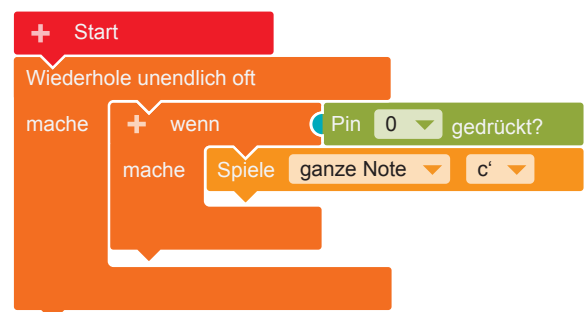 + Start
Wiederhole unendlich oft
mache + wenn Pin 0 gedrückt?
mache Spiele ganze Note c‘